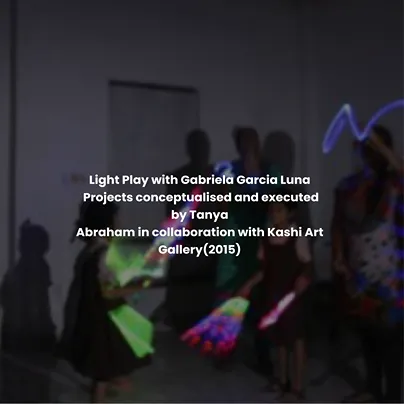 Light Play with Gabriela Garcia Luna
Projects conceptualised and executed
by Tanya
Abraham in collaboration with Kashi Art
Gallery(2015)